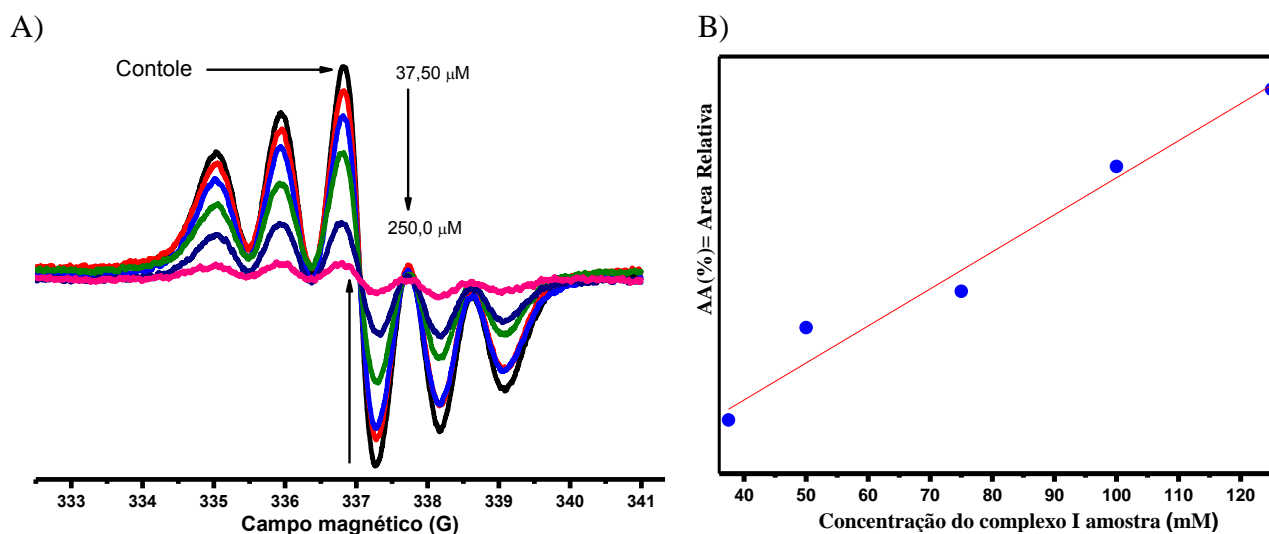 A)
Contole
37,50 μM
250,0 μM
333 334 335 336 337 338 339 340 341
Campo magnético (G)
B)
AA(%)= Area Relativa
40 50 60 70 80 90 100 110 120
Concentração do complexo I amostra (mM)